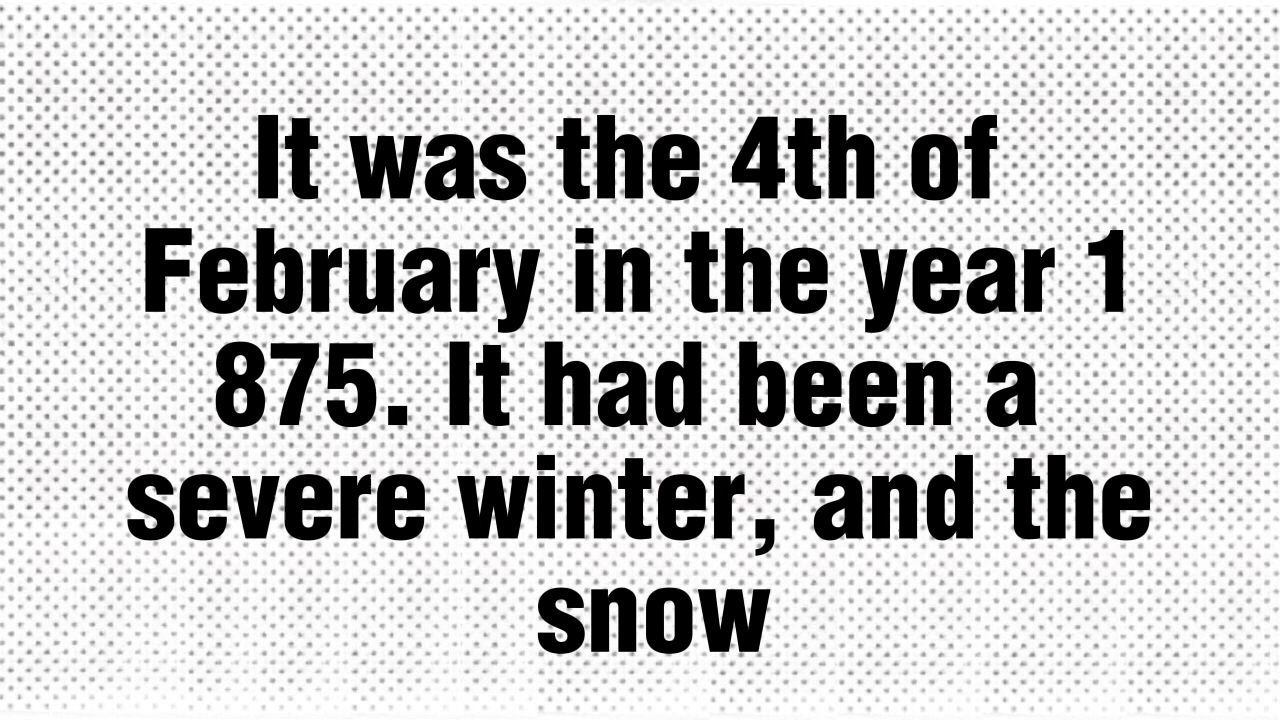 It was the 4th of
February in the year 1
875. It had been a
severe winter, and the
snow